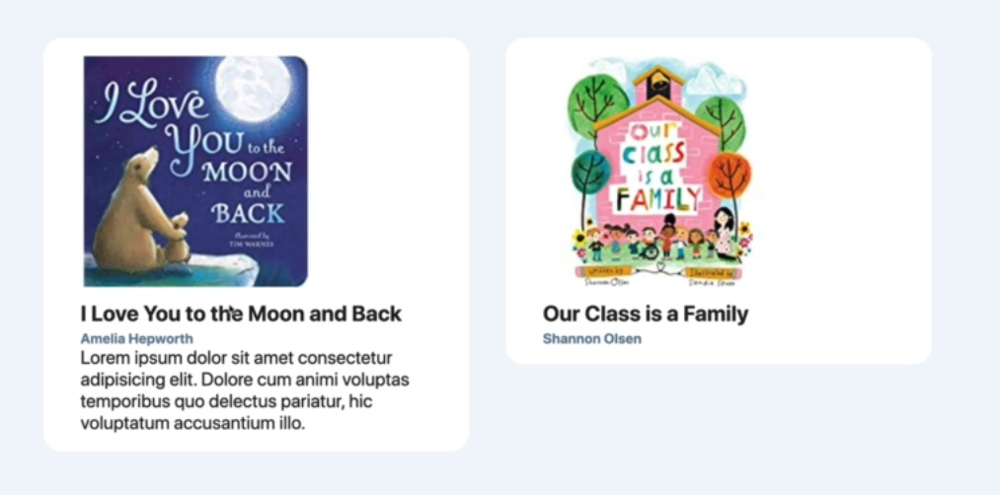 I Love
You to the
MOON
and
BACK
Illustrated by
TIM WARNES
I Love You to the Moon and Back
Amelia Hepworth
Lorem ipsum dolor sit amet consectetur
adipisicing elit. Dolore cum animi voluptas
temporibus quo delectus pariatur, hic
voluptatum accusantium illo.
our
class
is a
FAMILY
written by
Shannon Olsen
Illustrated by
Our Class is a Family
Shannon Olsen